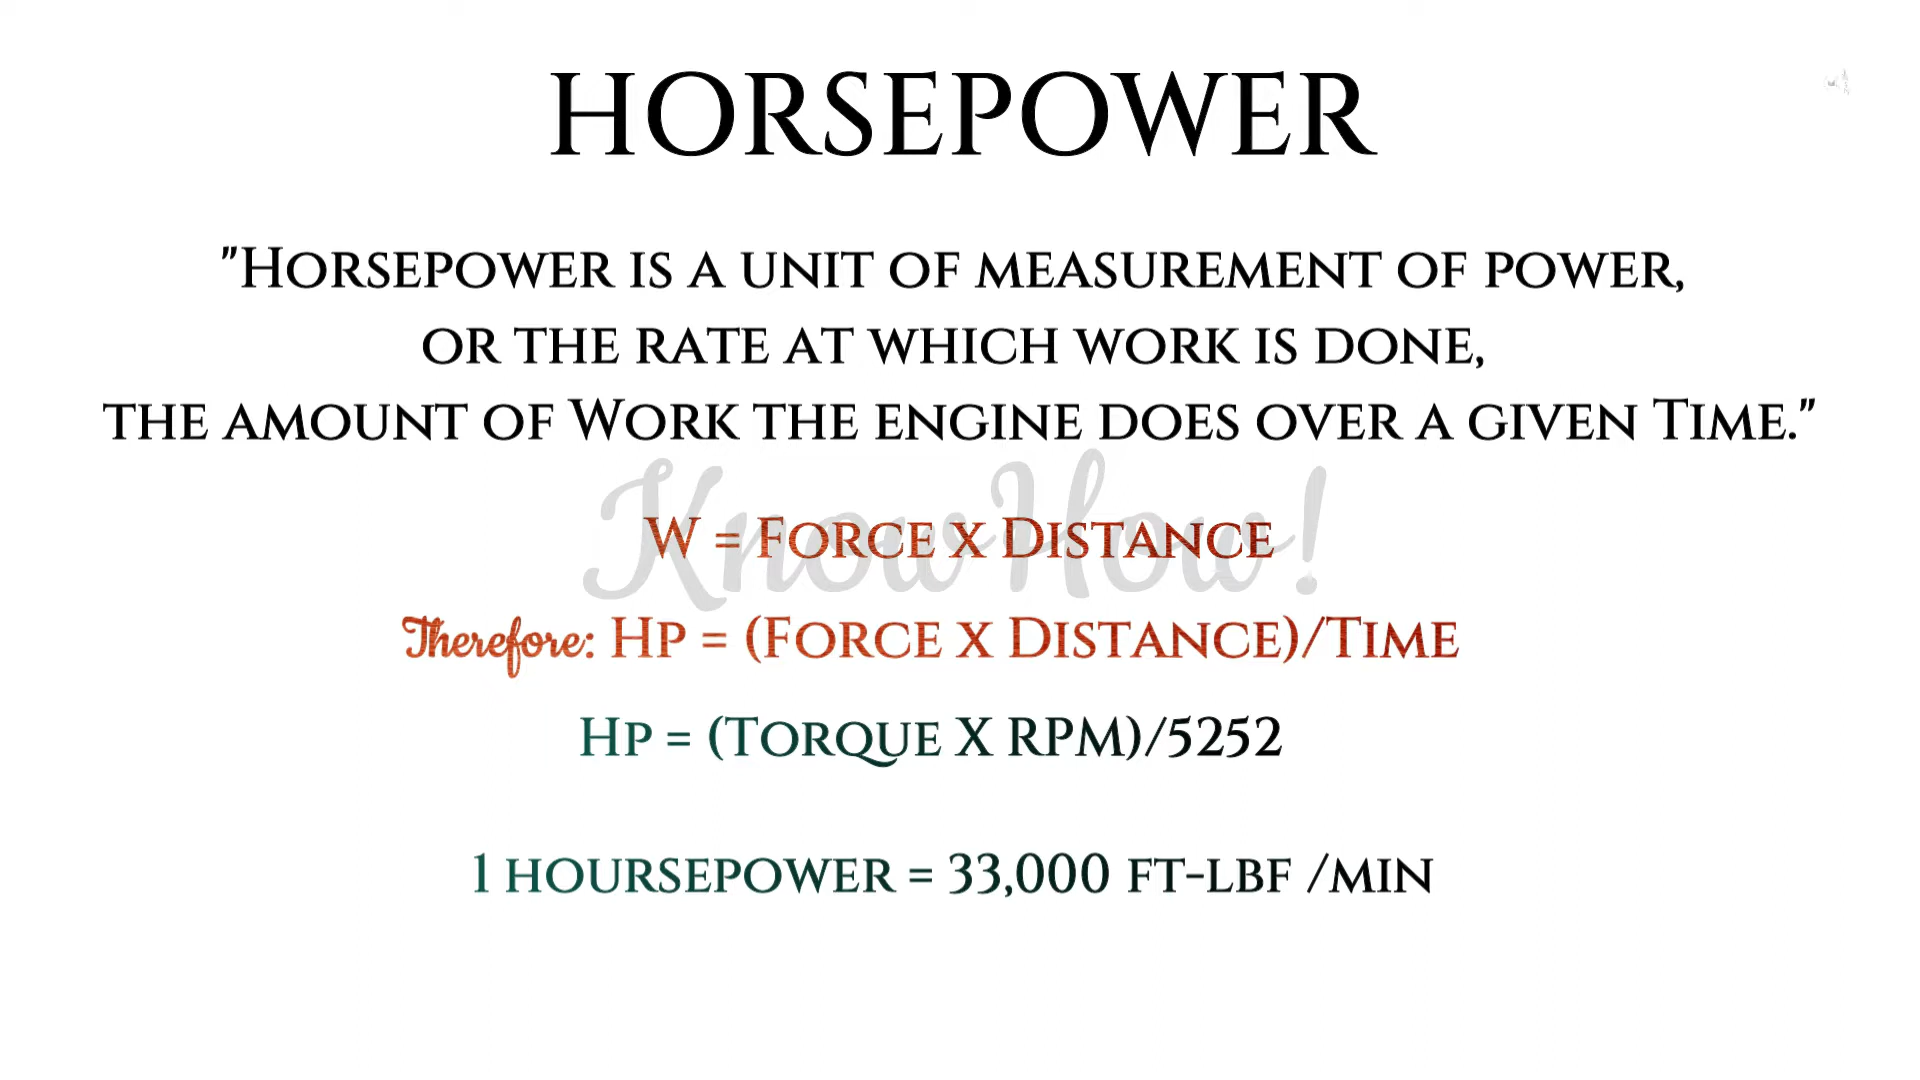 HORSEPOWER
"Horsepower is a unit of measurement of power,
or the rate at which work is done,
the amount of Work the engine does over a given Time."
KnowHow!
W = Force x Distance
Therefore: Hp = (Force x Distance)/Time
Hp = (Torque X RPM)/5252
1 hoursepower = 33,000 ft-lbf /min